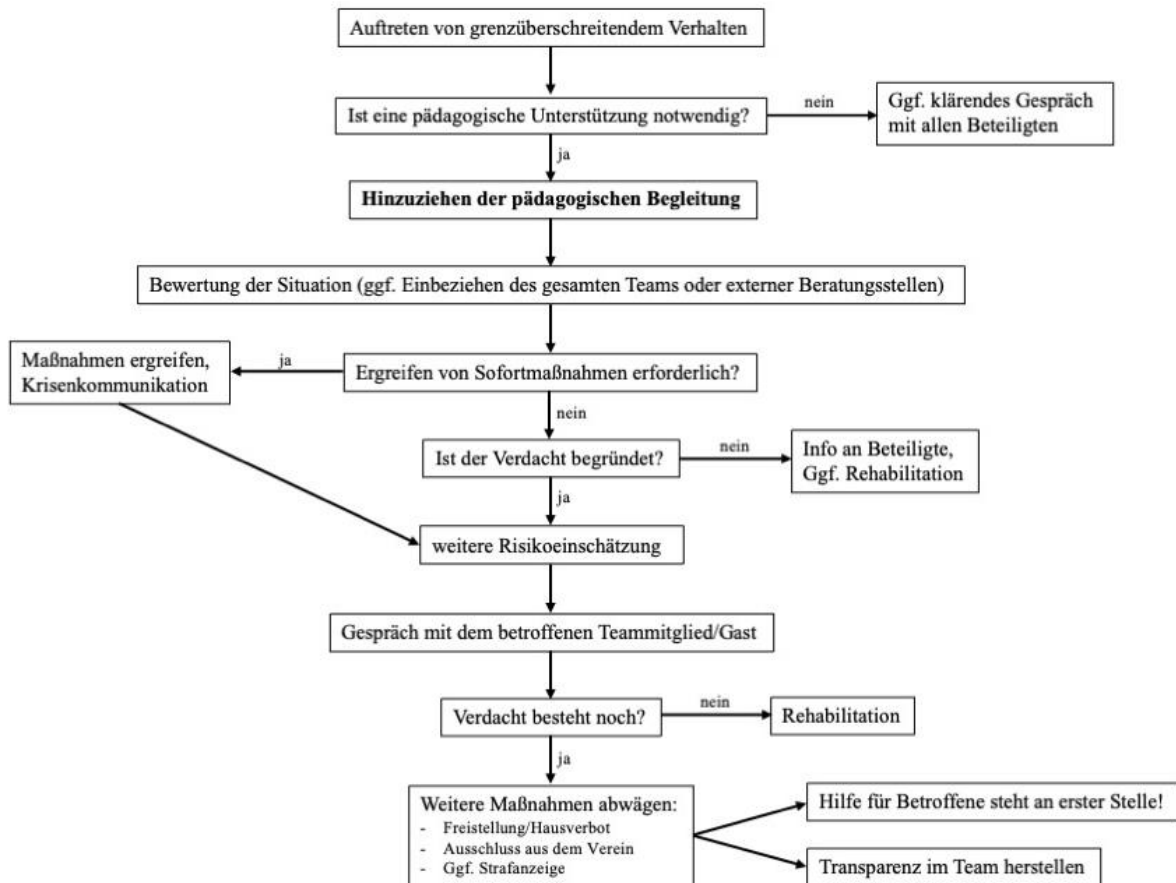 Auftreten von grenzüberschreitendem Verhalten
Ist eine pädagogische Unterstützung notwendig?
nein
Ggf. klärendes Gespräch
mit allen Beteiligten
ja
Hinzuziehen der pädagogischen Begleitung
Bewertung der Situation (ggf. Einbeziehen des gesamten Teams oder externer Beratungsstellen)
Maßnahmen ergreifen,
Krisenkommunikation
ja
Ergreifen von Sofortmaßnahmen erforderlich?
nein
Ist der Verdacht begründet?
nein
Info an Beteiligte,
Ggf. Rehabilitation
ja
weitere Risikoeinschätzung
Gespräch mit dem betroffenen Teammitglied/Gast
Verdacht besteht noch?
nein
Rehabilitation
ja
Weitere Maßnahmen abwägen:
- Freistellung/Hausverbot
- Ausschluss aus dem Verein
- Ggf. Strafanzeige
Hilfe für Betroffene steht an erster Stelle!
Transparenz im Team herstellen